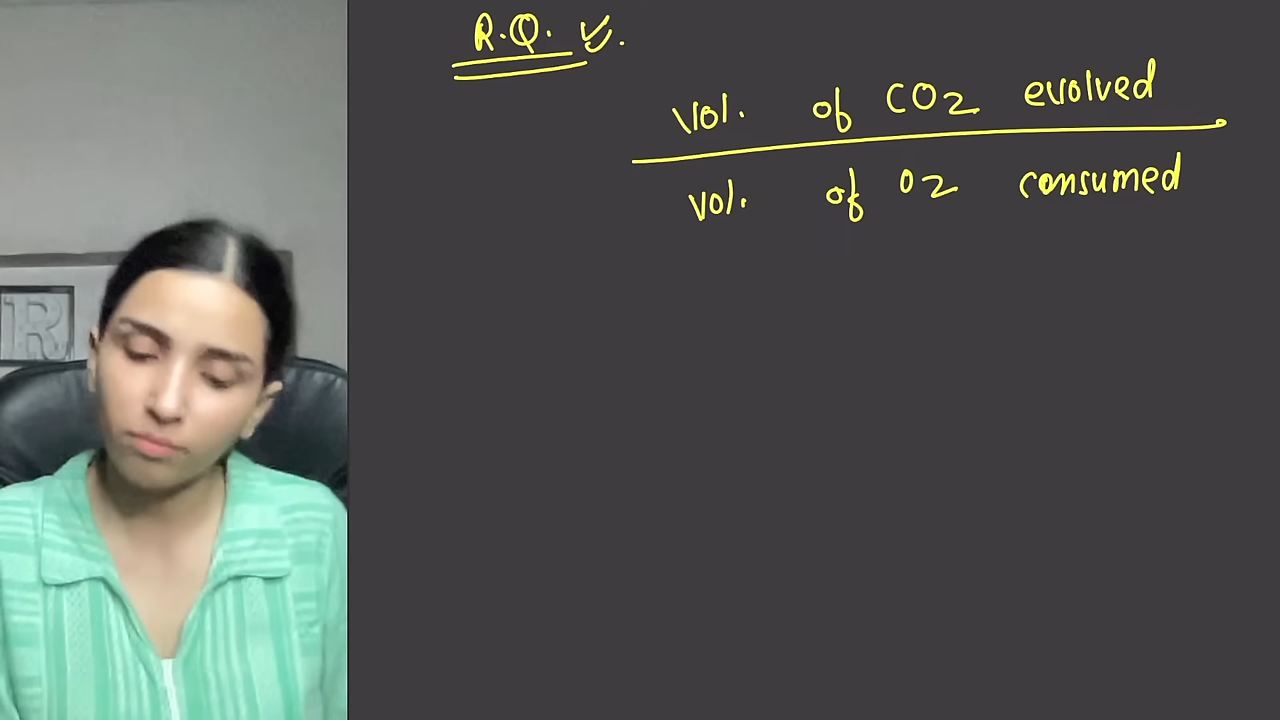 R.Q.
vol. of CO2 evolved
vol. of O2 consumed
R